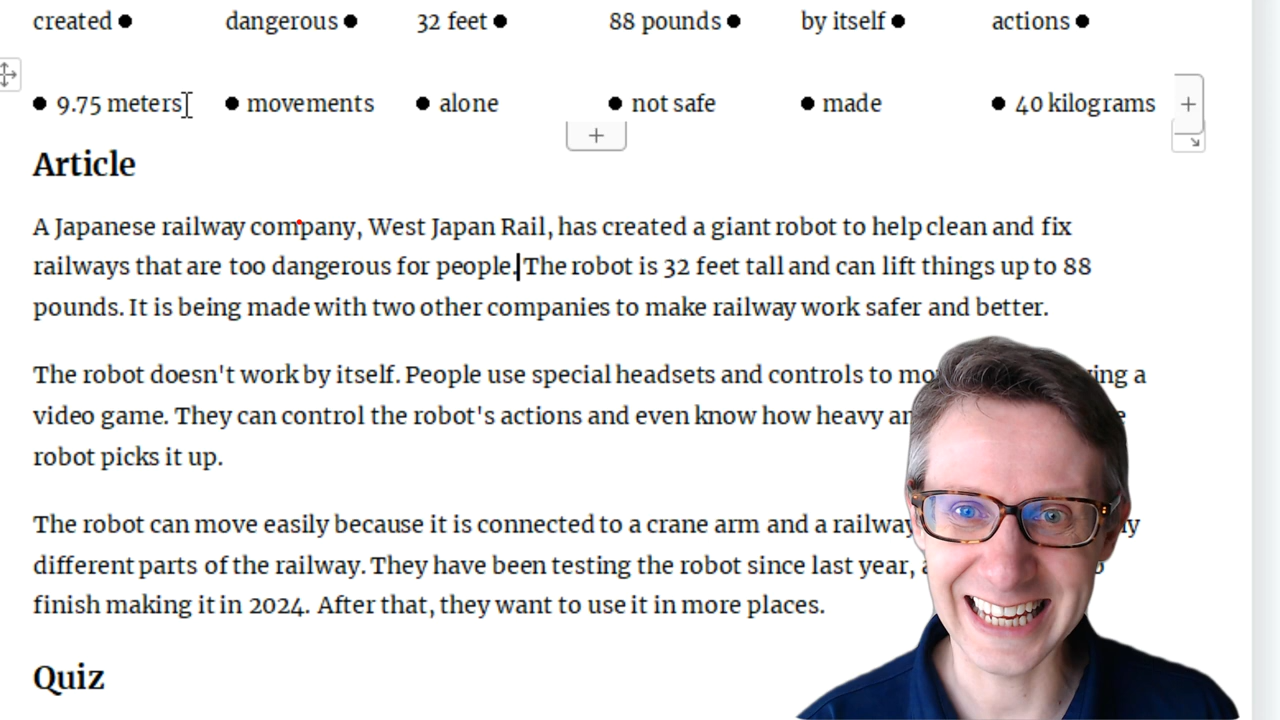 created ● dangerous ● 32 feet ● 88 pounds ● by itself ● actions ●
● 9.75 meters ● movements ● alone ● not safe ● made ● 40 kilograms
Article
A Japanese railway company, West Japan Rail, has created a giant robot to help clean and fix
railways that are too dangerous for people. The robot is 32 feet tall and can lift things up to 88
pounds. It is being made with two other companies to make railway work safer and better.
The robot doesn't work by itself. People use special headsets and controls to a
video game. They can control the robot's actions and even know how heavy
robot picks it up.
The robot can move easily because it is connected to a crane arm and a railway
different parts of the railway. They have been testing the robot since last year,
finish making it in 2024. After that, they want to use it in more places.
Quiz